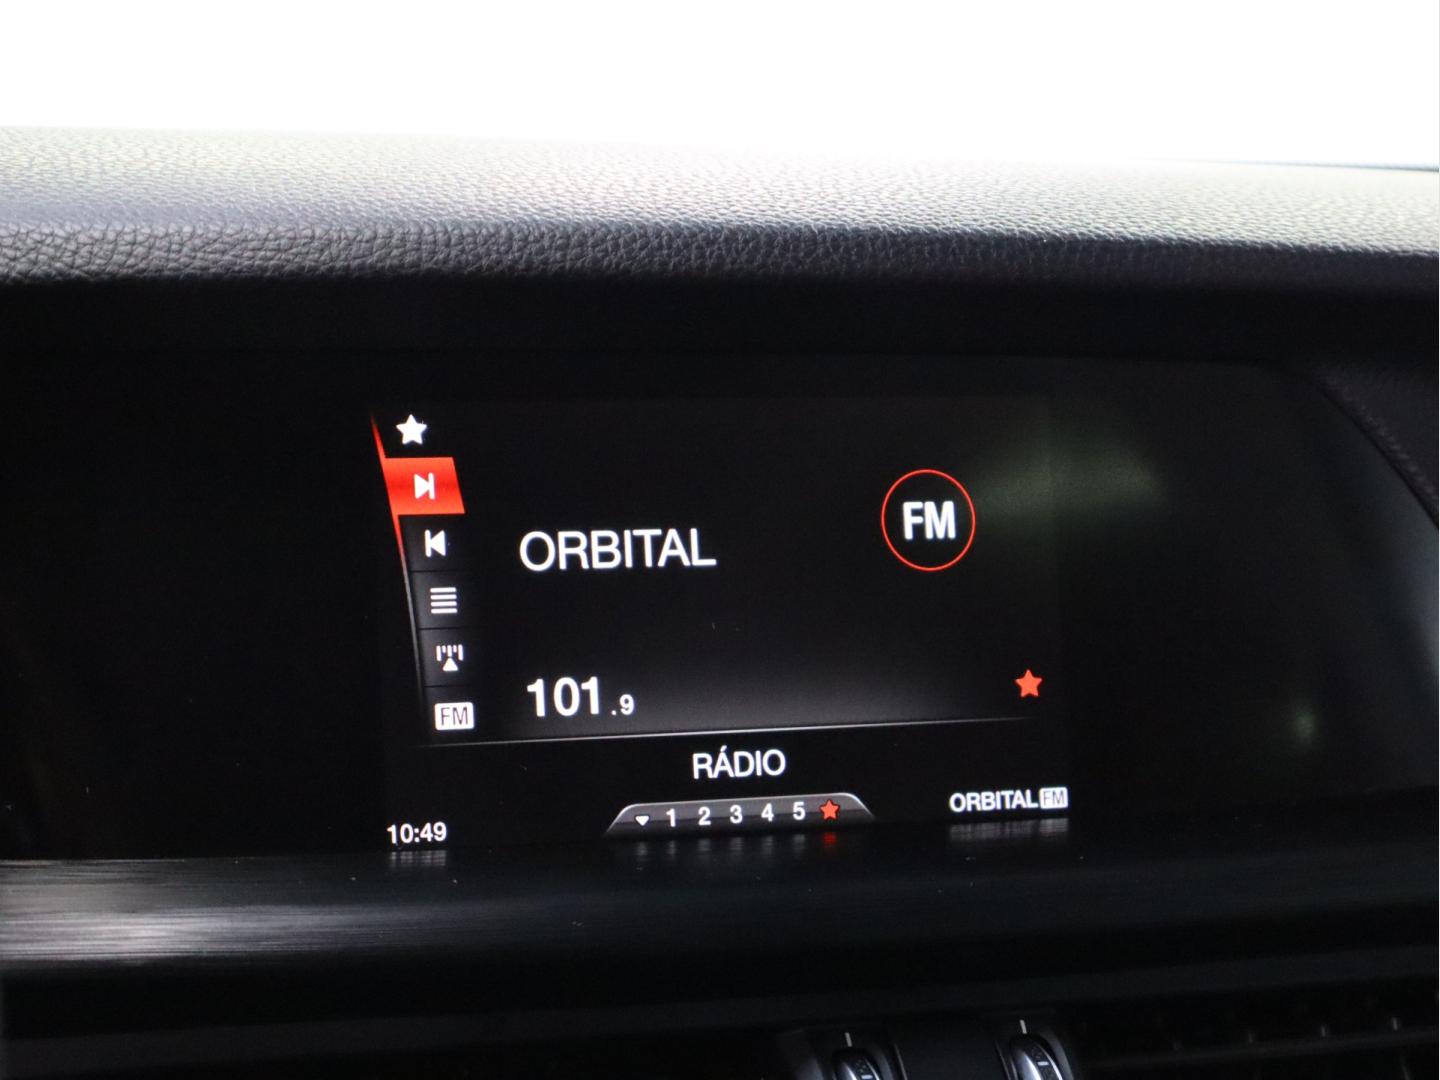 ORBITAL
FM
101.9
FM
RÁDIO
10:49
1 2 3 4 5
ORBITAL FM